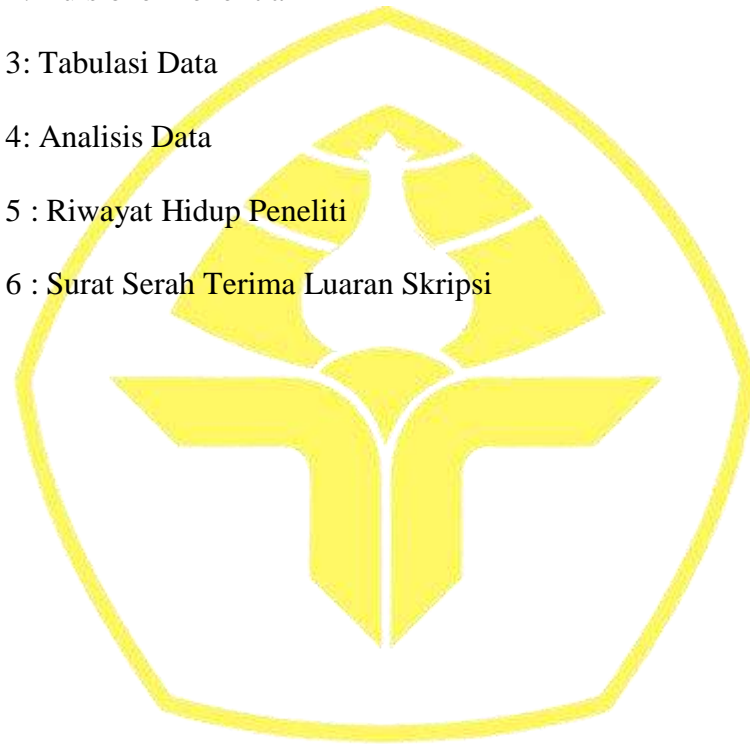 3: Tabulasi Data
4: Analisis Data
5 : Riwayat Hidup Peneliti
6 : Surat Serah Terima Luaran Skripsi